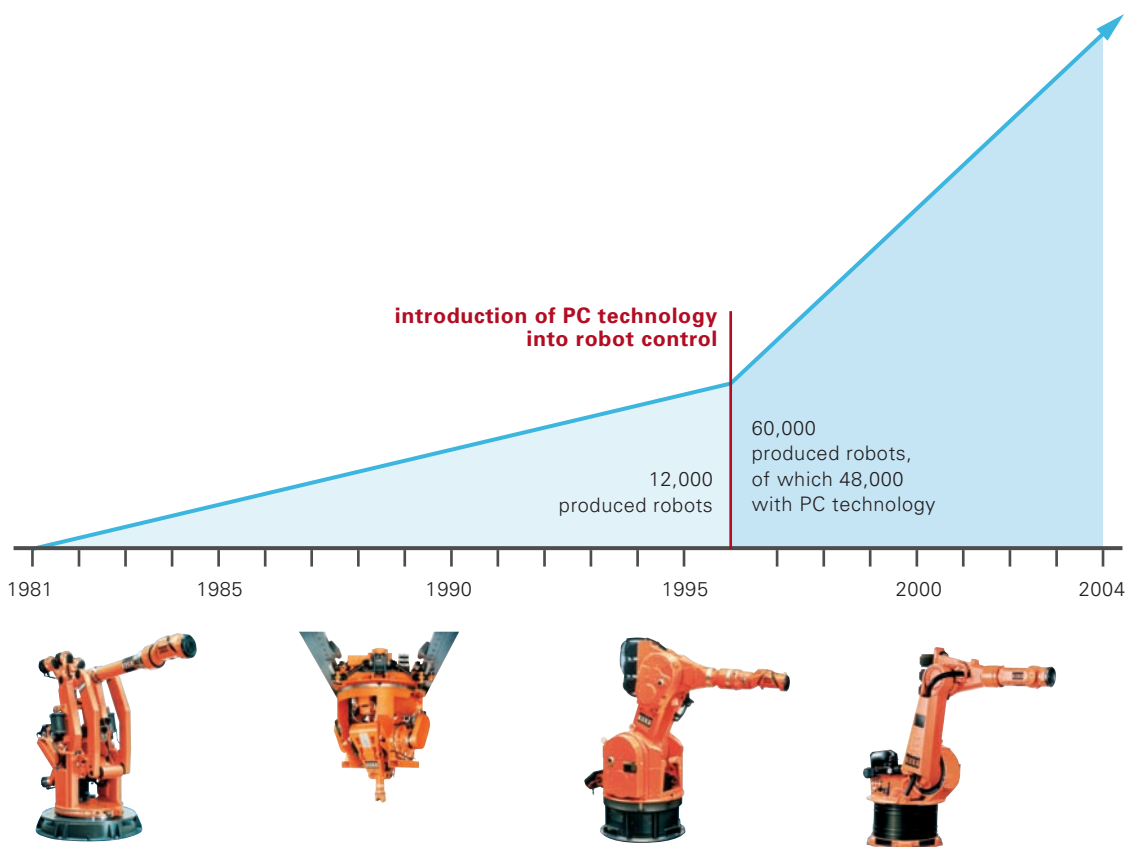 introduction of PC technology
into robot control
60,000
produced robots,
of which 48,000
with PC technology
12,000
produced robots
1981
1985
1990
1995
2000
2004